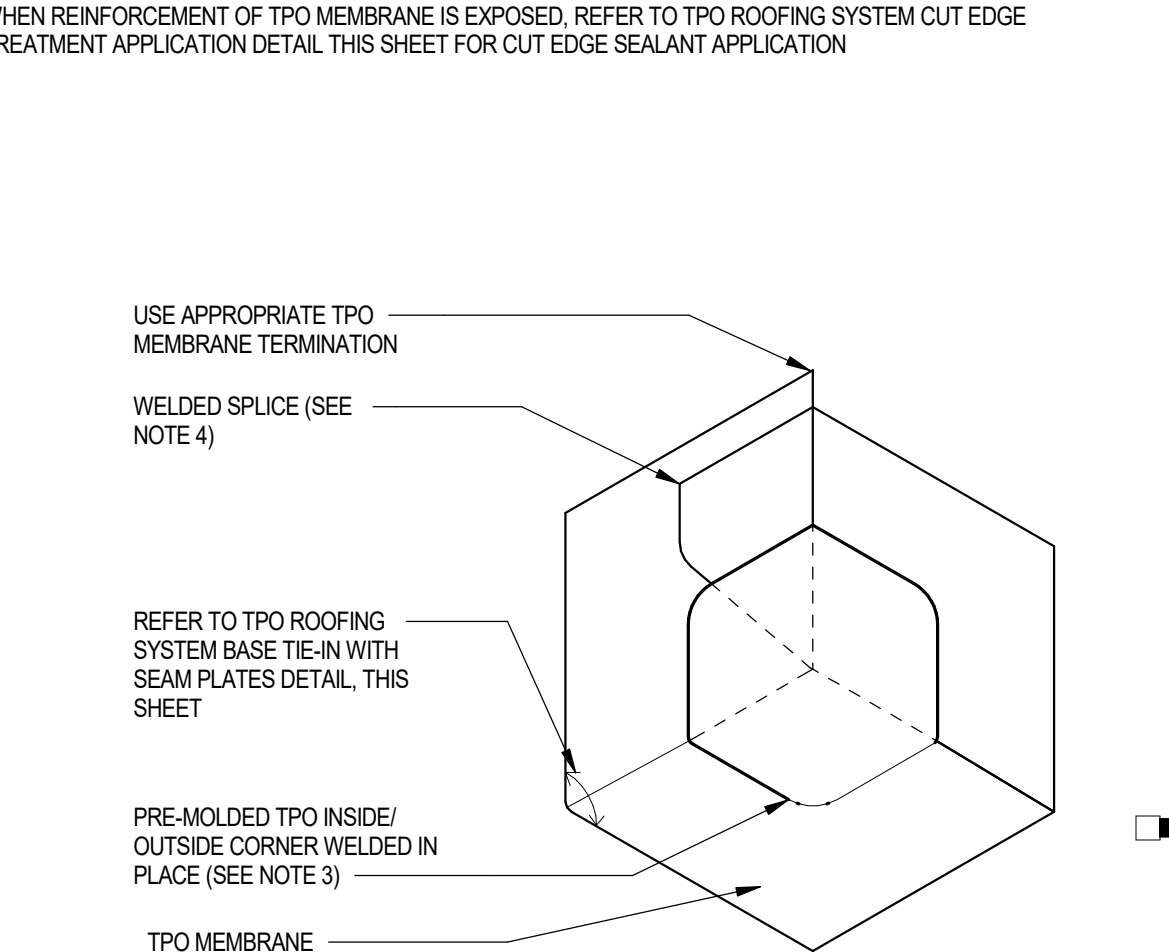 WHEN REINFORCEMENT OF TPO MEMBRANE IS EXPOSED, REFER TO TPO ROOFING SYSTEM CUT EDGE
TREATMENT APPLICATION DETAIL THIS SHEET FOR CUT EDGE SEALANT APPLICATION
USE APPROPRIATE TPO
MEMBRANE TERMINATION
WELDED SPLICE (SEE
NOTE 4)
REFER TO TPO ROOFING
SYSTEM BASE TIE-IN WITH
SEAM PLATES DETAIL, THIS
SHEET
PRE-MOLDED TPO INSIDE/
OUTSIDE CORNER WELDED IN
PLACE (SEE NOTE 3)
TPO MEMBRANE